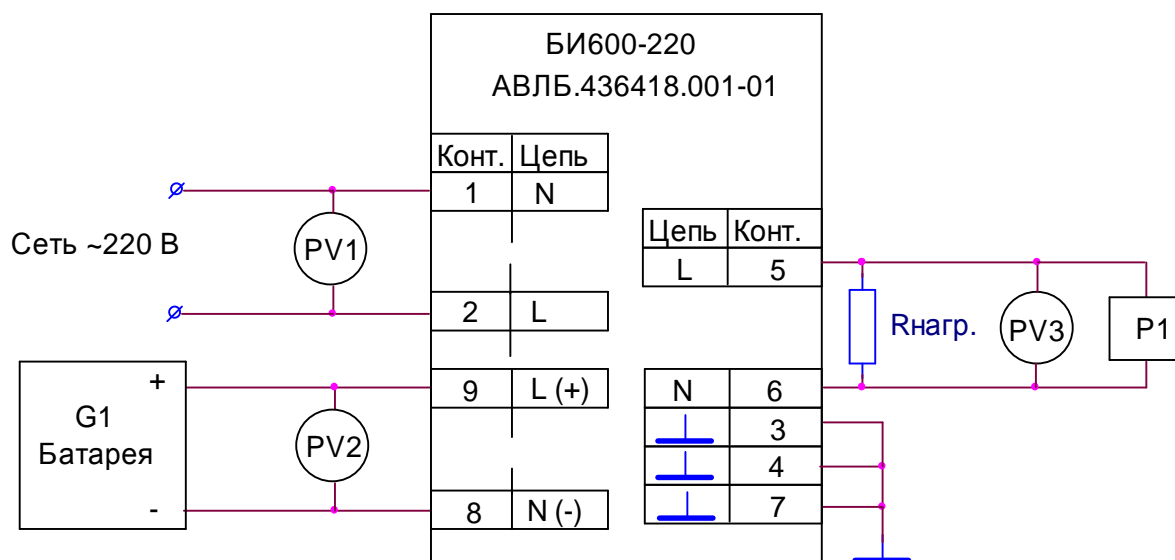 БИ600-220
АВЛБ.436418.001-01
Конт. Цепь
1 N
Сеть ~220 В
PV1
2 L
Цепь Конт.
L 5
Rнагр.
PV3
P1
+
G1
Батарея
-
PV2
9 L (+)
8 N (-)
N 6
3
4
7